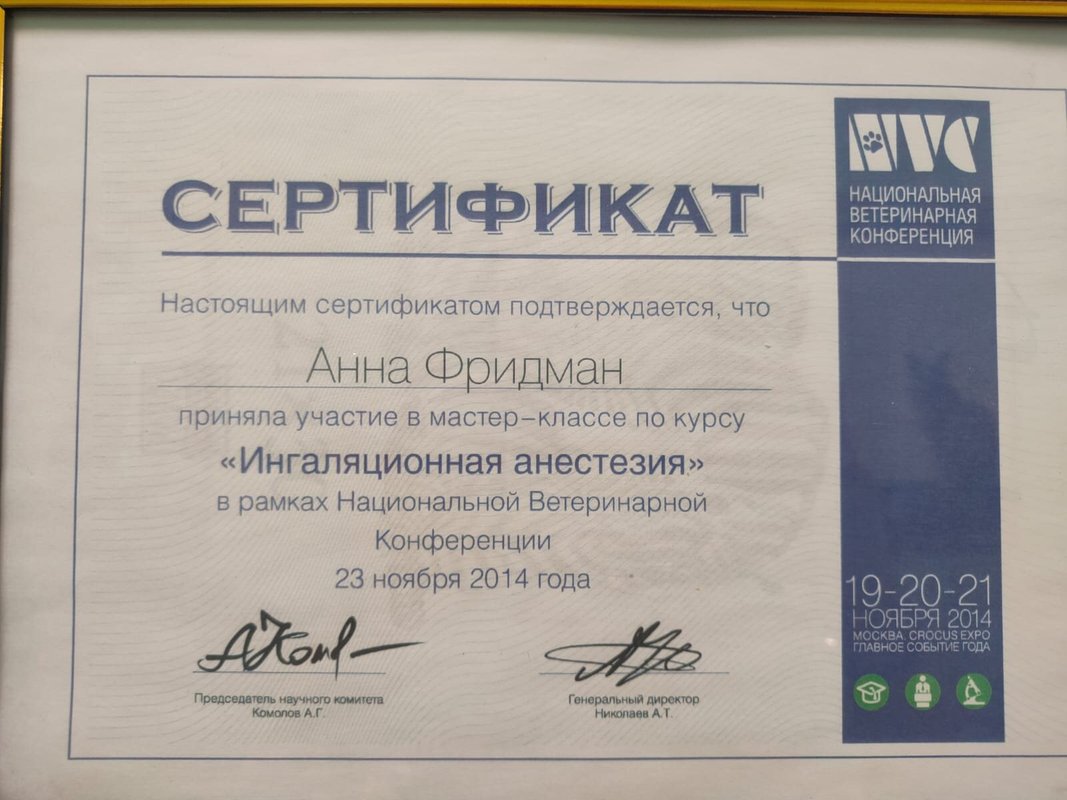 СЕРТИФИКАТ
NVC
НАЦИОНАЛЬНАЯ
ВЕТЕРИНАРНАЯ
КОНФЕРЕНЦИЯ
Настоящим сертификатом подтверждается, что
Анна Фридман
приняла участие в мастер-классе по курсу
«Ингаляционная анестезия»
в рамках Национальной Ветеринарной
Конференции
23 ноября 2014 года
Председатель научного комитета
Комолов А.Г.
Генеральный директор
Николаев А.Т.
19-20-21
НОЯБРЯ 2014
МОСКВА, CROCUS EXPO
ГЛАВНОЕ СОБЫТИЕ ГОДА